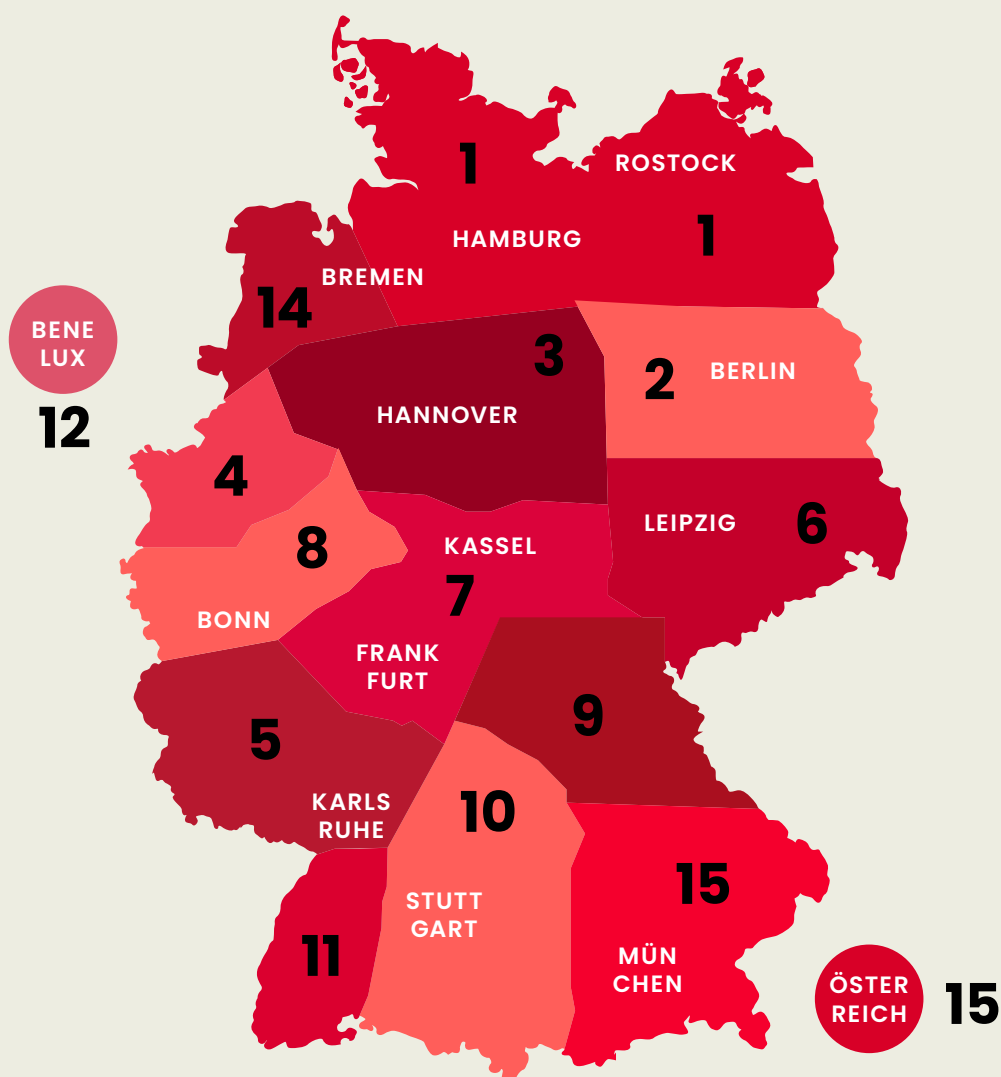 1
ROSTOCK
1
HAMBURG
BREMEN
14
BENE
LUX
12
3
HANNOVER
2
BERLIN
4
8
BONN
KASSEL
7
FRANK
FURT
LEIPZIG
6
9
5
KARLS
RUHE
10
STUTT
GART
11
15
MÜN
CHEN
ÖSTER
REICH
15